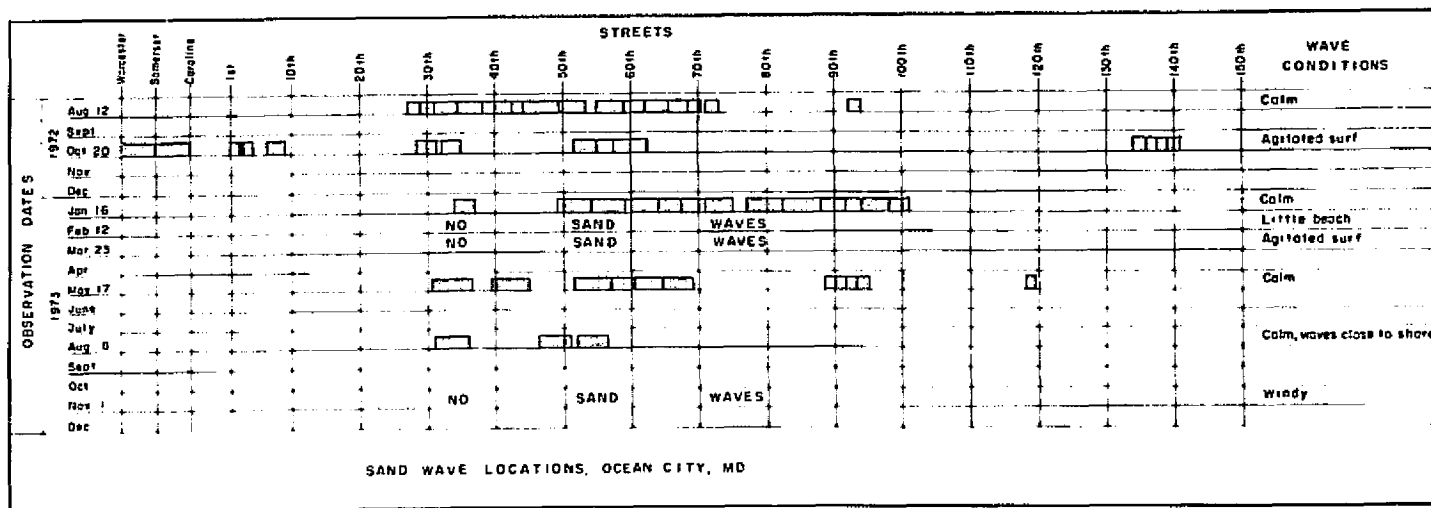 STREETS
Worcester Somerset Caroline 1st 10th 20th 30th 40th 50th 60th 70th 80th 90th 100th 110th 120th 130th 140th 150th
WAVE
CONDITIONS
OBSERVATION DATES
1972
1973
Aug 12 Calm
Sept
Oct 20 Agitated surf
Nov
Dec
Jan 16 Calm
NO SAND WAVES Little beach
Feb 12
NO SAND WAVES Agitated surf
Mar 23
Apr
May 17 Calm
June
July
Aug Calm, waves close to shore
Sept
Oct
NO SAND WAVES Windy
Nov 1
Dec
SAND WAVE LOCATIONS, OCEAN CITY, MD